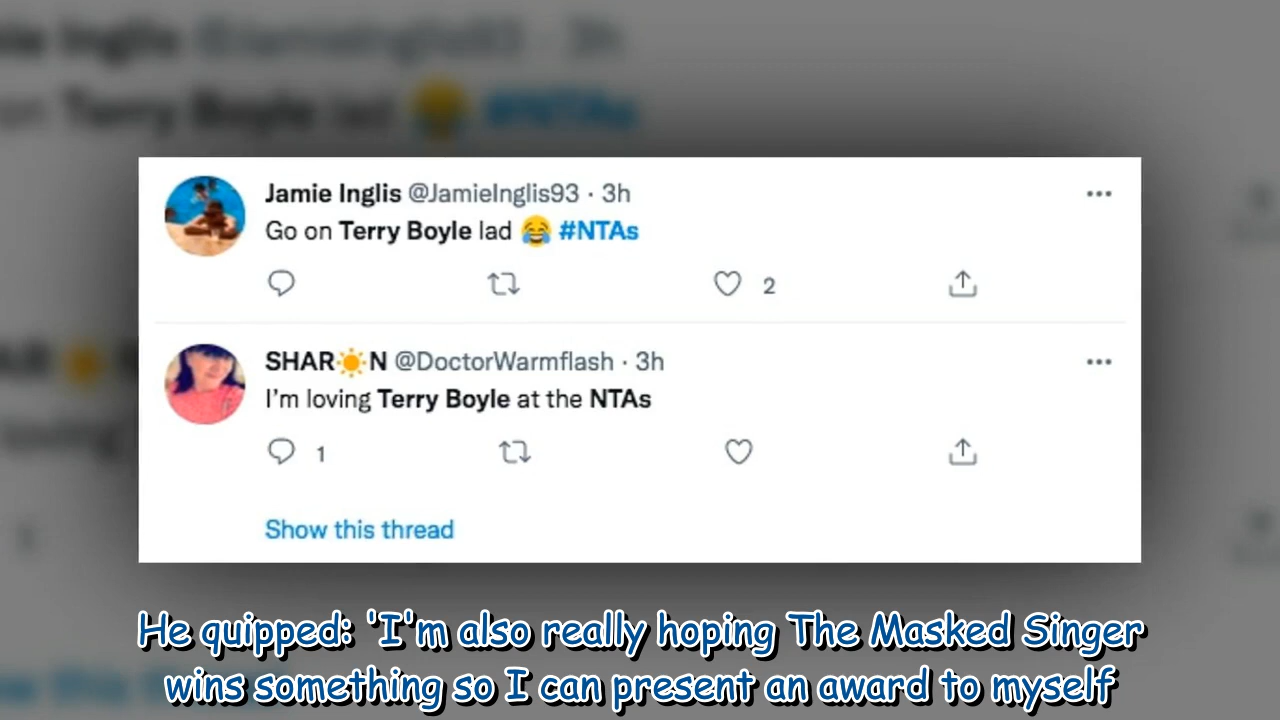 Jamie Inglis @JamieInglis93 · 3h
Go on Terry Boyle lad 😂 #NTAs
2
SHAR☀️N @DoctorWarmflash · 3h
I'm loving Terry Boyle at the NTAs
1
Show this thread
He quipped: 'I'm also really hoping The Masked Singer
wins something so I can present an award to myself